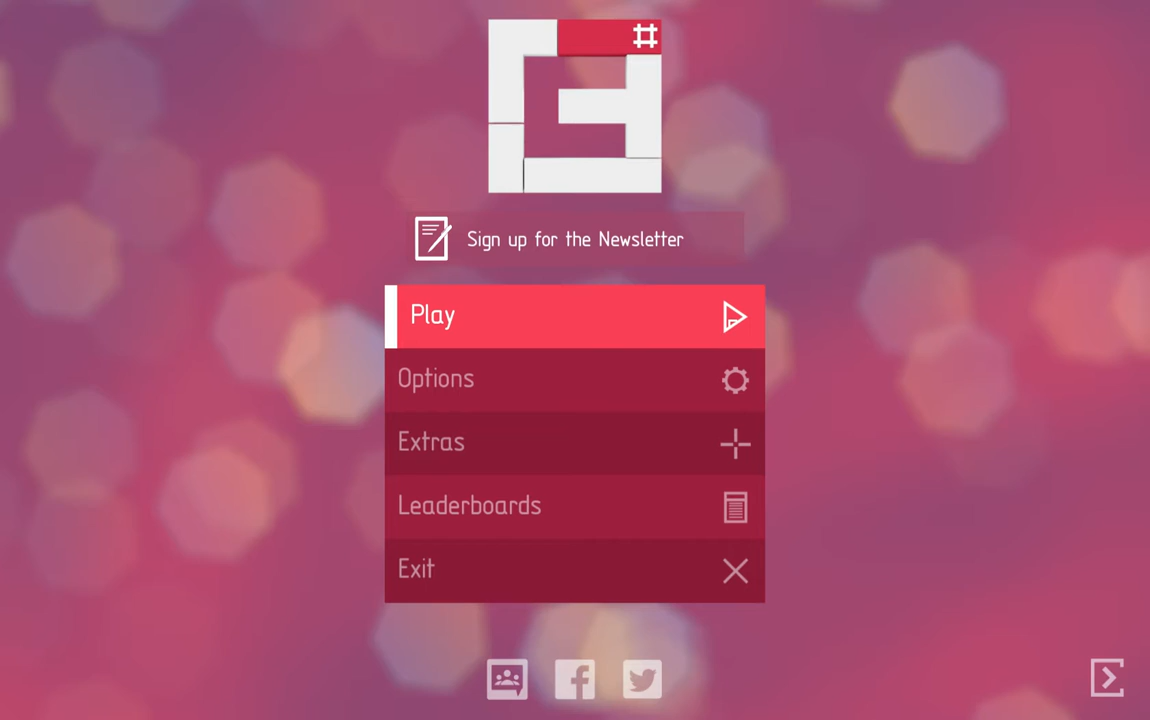 #
Sign up for the Newsletter
Play
Options
Extras
Leaderboards
Exit